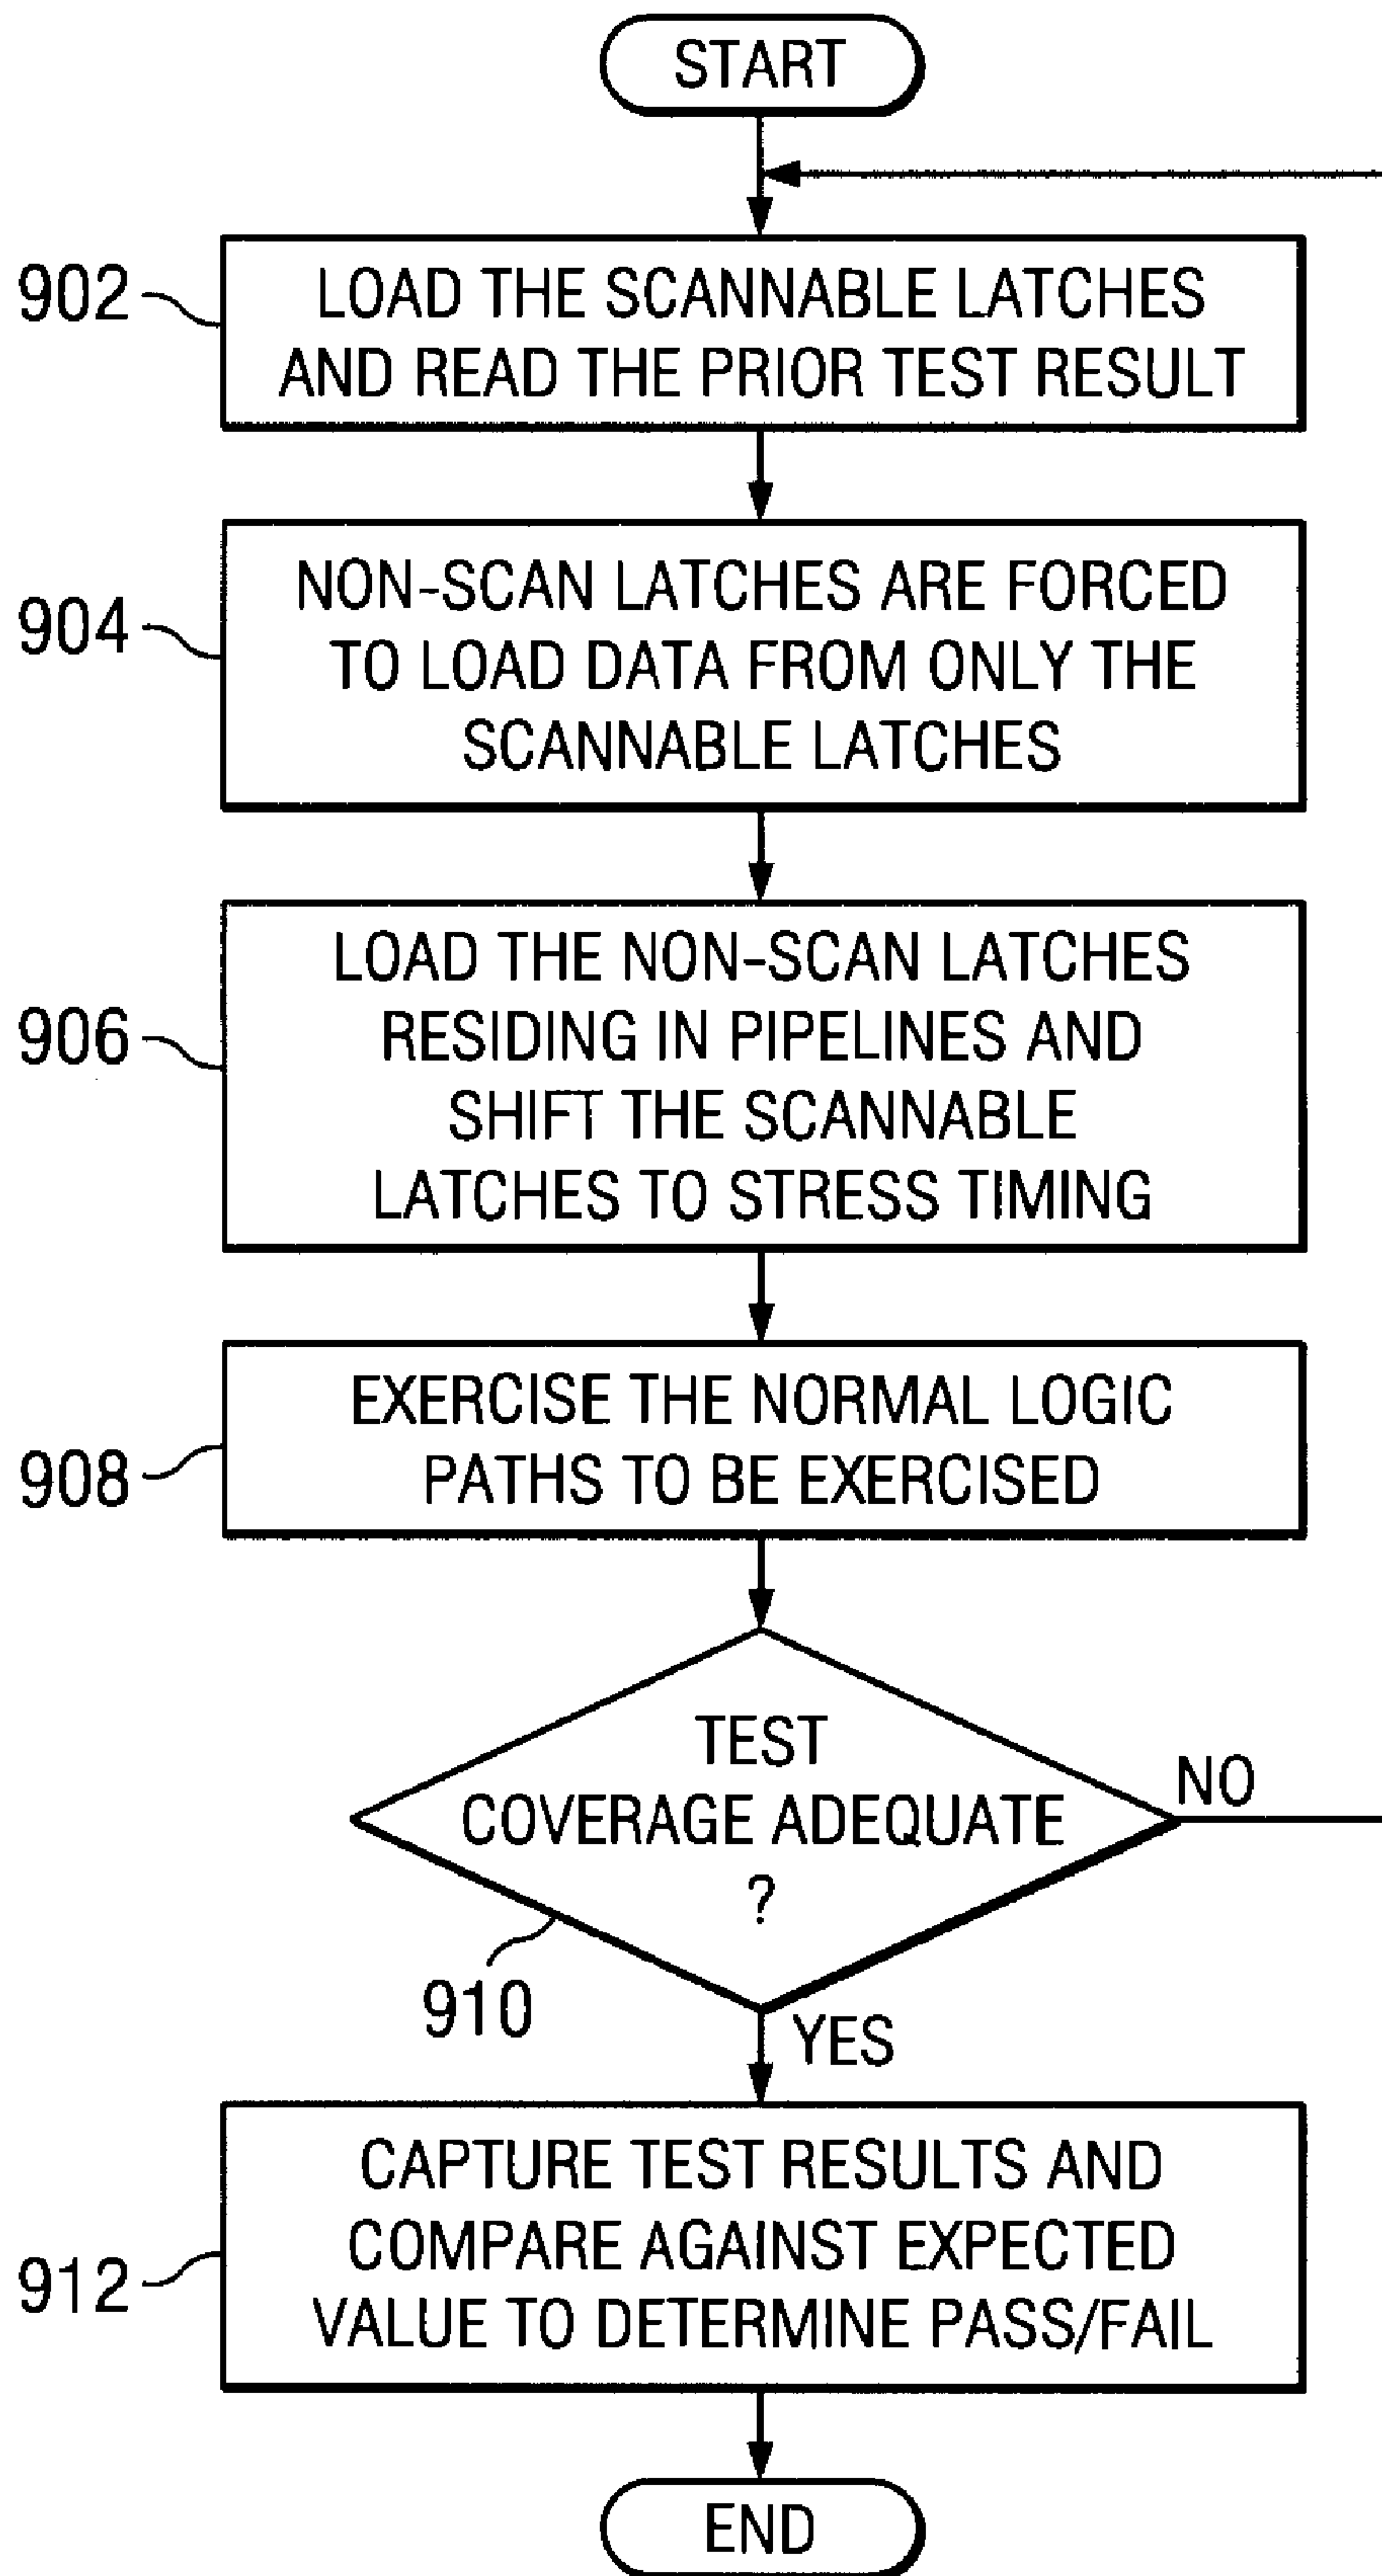 START
902
LOAD THE SCANNABLE LATCHES
AND READ THE PRIOR TEST RESULT
904
NON-SCAN LATCHES ARE FORCED
TO LOAD DATA FROM ONLY THE
SCANNABLE LATCHES
906
LOAD THE NON-SCAN LATCHES
RESIDING IN PIPELINES AND
SHIFT THE SCANNABLE
LATCHES TO STRESS TIMING
908
EXERCISE THE NORMAL LOGIC
PATHS TO BE EXERCISED
TEST
COVERAGE ADEQUATE
?
NO
910
YES
912
CAPTURE TEST RESULTS AND
COMPARE AGAINST EXPECTED
VALUE TO DETERMINE PASS/FAIL
END